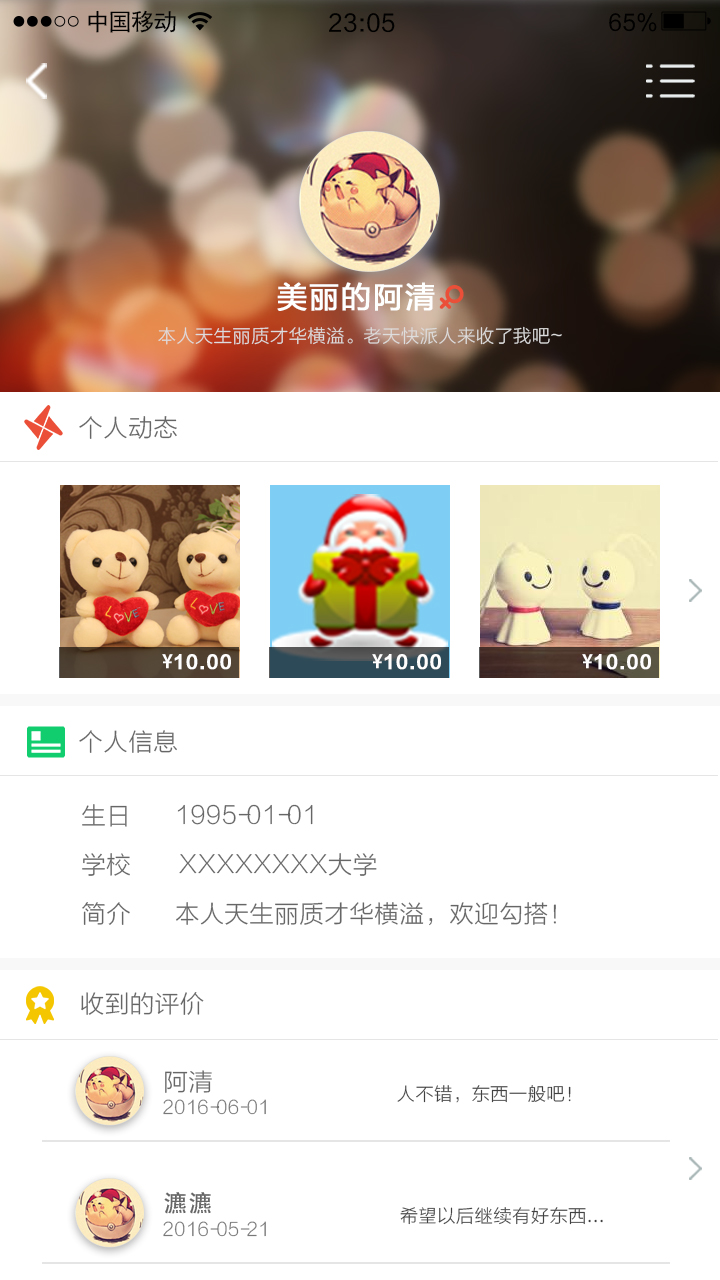 中国移动 23:05 65%
美丽的阿清
本人天生丽质才华横溢。老天快派人来收了我吧~
个人动态
LOVE LOVE
¥10.00 ¥10.00 ¥10.00
个人信息
生日 1995-01-01
学校 XXXXXXXX大学
简介 本人天生丽质才华横溢，欢迎勾搭！
收到的评价
阿清 人不错，东西一般吧！
2016-06-01
瀌瀌 希望以后继续有好东西...
2016-05-21